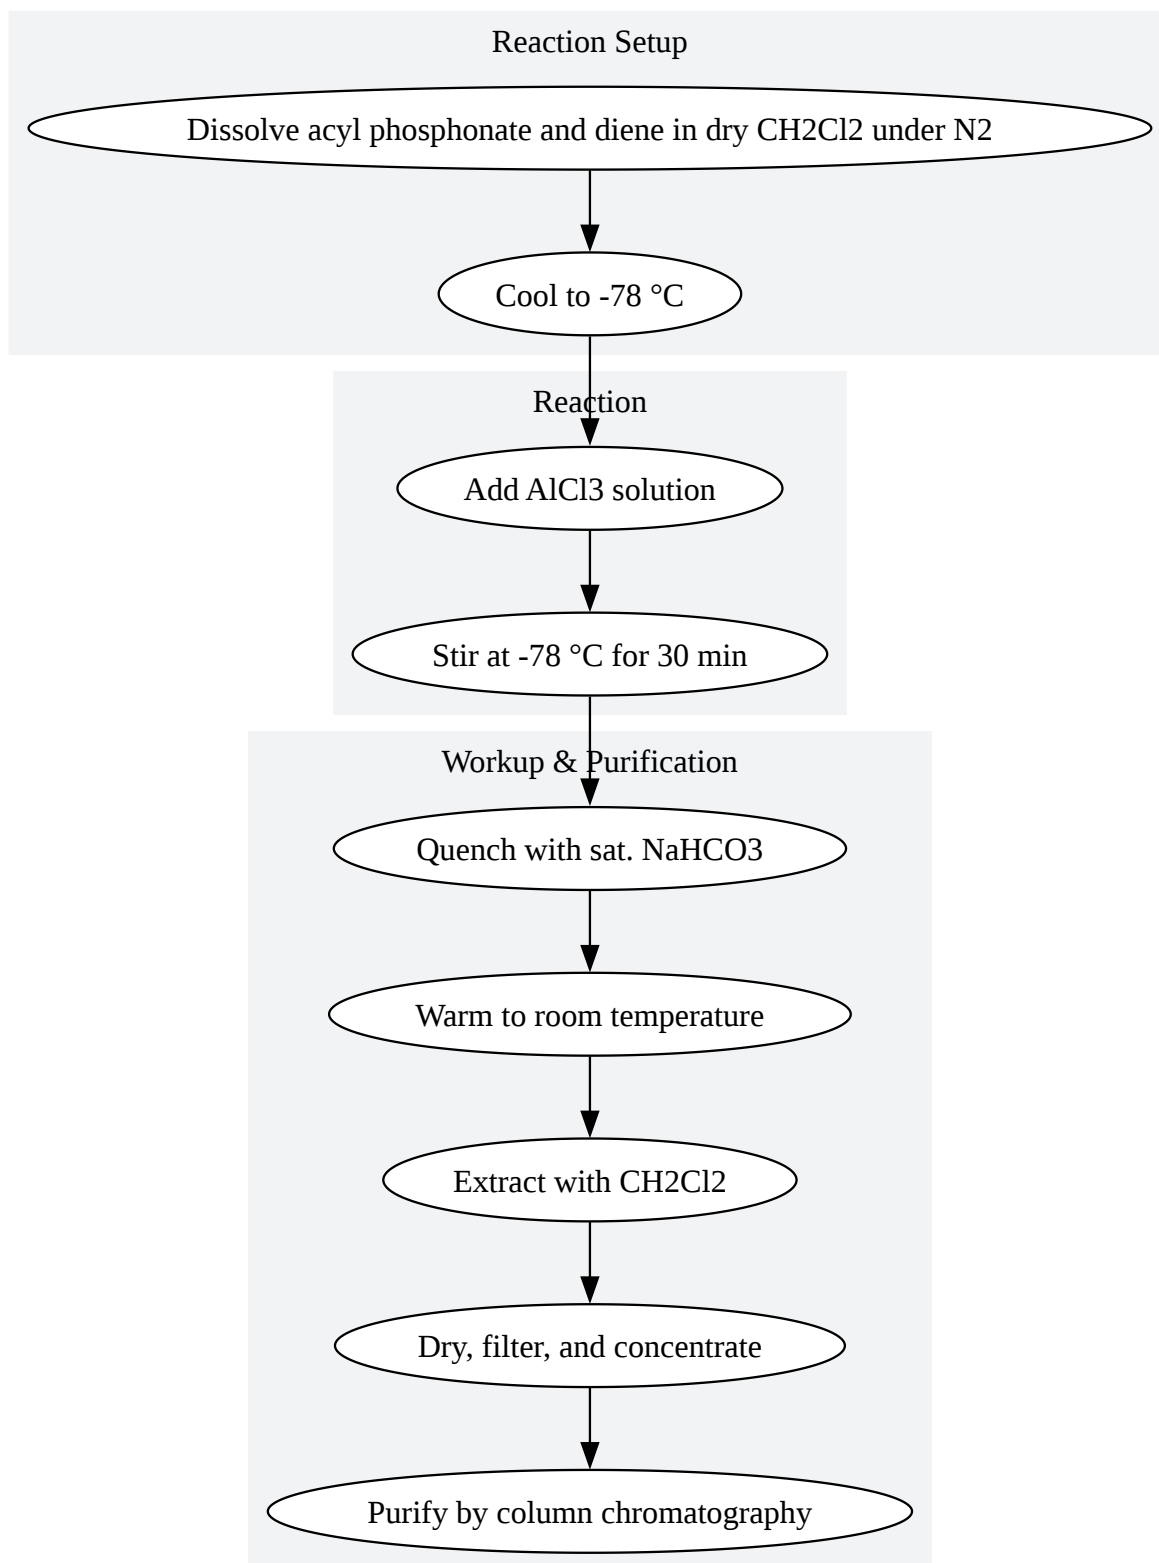 Reaction Setup
Dissolve acyl phosphonate and diene in dry CH2Cl2 under N2
Cool to -78 °C
Reaction
Add AlCl3 solution
Stir at -78 °C for 30 min
Workup & Purification
Quench with sat. NaHCO3
Warm to room temperature
Extract with CH2Cl2
Dry, filter, and concentrate
Purify by column chromatography